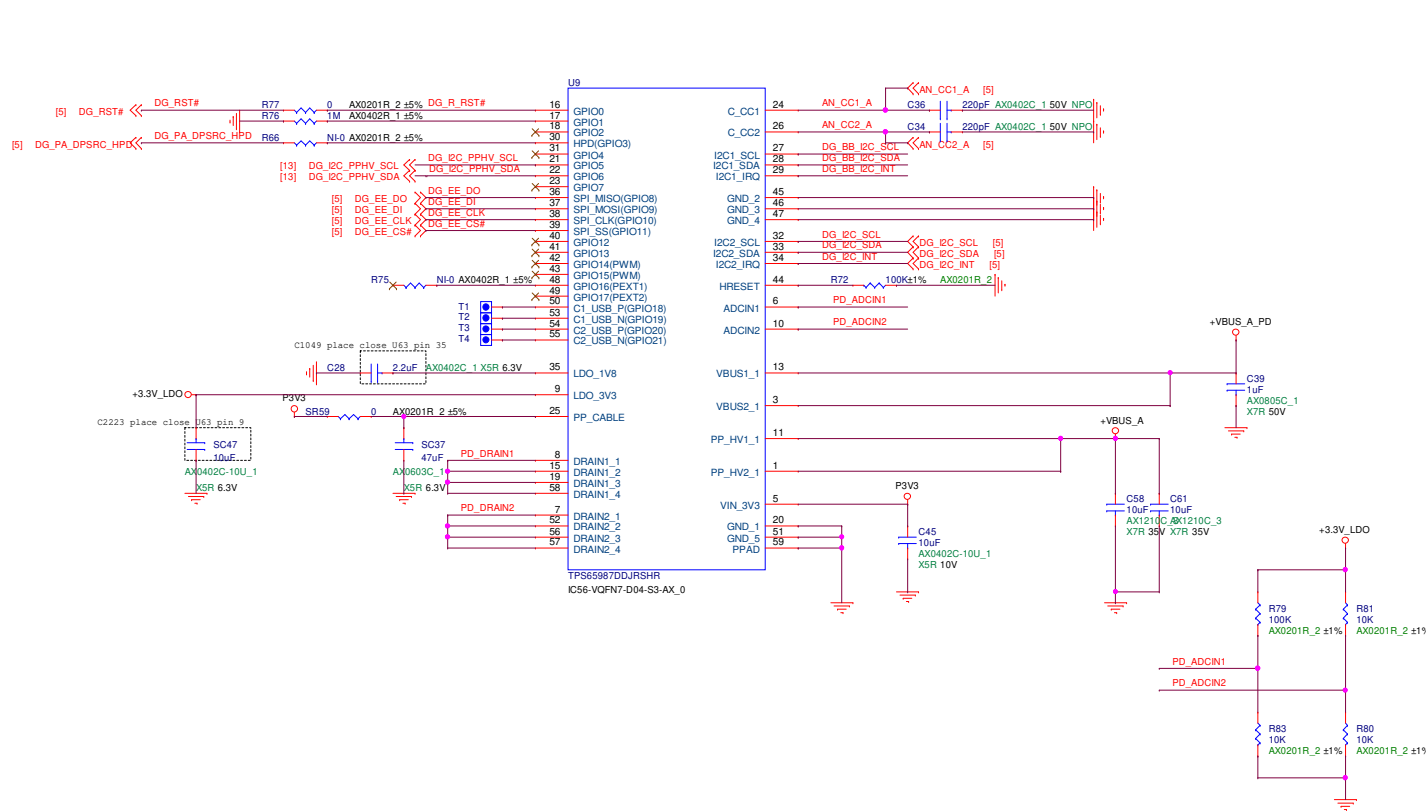 U9
[5] DG_RST#
DG_RST#
R77 0 AX0201R_2 ±5% DG_R_RST#
R76 1M AX0402R_1 ±5%
[5] DG_PA_DPSRC_HPD
DG_PA_DPSRC_HPD
R66 NI-0 AX0201R_2 ±5%
[13] DG_I2C_PPHV_SCL DG_I2C_PPHV_SCL
[13] DG_I2C_PPHV_SDA DG_I2C_PPHV_SDA
[5] DG_EE_DO DG_EE_DO
[5] DG_EE_DI DG_EE_DI
[5] DG_EE_CLK DG_EE_CLK
[5] DG_EE_CS# DG_EE_CS#
R75 NI-0 AX0402R_1 ±5%
T1
T2
T3
T4
C1049 place close U63 pin 35
C28 2.2uF AX0402C_1 X5R 6.3V
+3.3V_LDO
P3V3
SR59 0 AX0201R_2 ±5%
C2223 place close U63 pin 9
SC47
10uF
AX0402C-10U_1
X5R 6.3V
SC37
47uF
AX0603C_1
X5R 6.3V
PD_DRAIN1
PD_DRAIN2
16 GPIO0
17 GPIO1
18 GPIO2
30 HPD(GPIO3)
31 GPIO4
21 GPIO5
22 GPIO6
23 GPIO7
36 SPI_MISO(GPIO8)
37 SPI_MOSI(GPIO9)
38 SPI_CLK(GPIO10)
39 SPI_SS(GPIO11)
40 GPIO12
41 GPIO13
42 GPIO14(PWM)
43 GPIO15(PWM)
48 GPIO16(PEXT1)
49 GPIO17(PEXT2)
50 C1_USB_P(GPIO18)
53 C1_USB_N(GPIO19)
54 C2_USB_P(GPIO20)
55 C2_USB_N(GPIO21)
35 LDO_1V8
9 LDO_3V3
25 PP_CABLE
8 DRAIN1_1
15 DRAIN1_2
19 DRAIN1_3
58 DRAIN1_4
7 DRAIN2_1
52 DRAIN2_2
56 DRAIN2_3
57 DRAIN2_4
TPS65987DDJRSHR
IC56-VQFN7-D04-S3-AX_0
C_CC1 24 AN_CC1_A
AN_CC1_A [5]
C36 220pF AX0402C_1 50V NPO
C_CC2 26 AN_CC2_A
C34 220pF AX0402C_1 50V NPO
AN_CC2_A [5]
I2C1_SCL 27 DG_BB_I2C_SCL
I2C1_SDA 28 DG_BB_I2C_SDA
I2C1_IRQ 29 DG_BB_I2C_INT
GND_2 45
GND_3 46
GND_4 47
I2C2_SCL 32 DG_I2C_SCL DG_I2C_SCL [5]
I2C2_SDA 33 DG_I2C_SDA DG_I2C_SDA [5]
I2C2_IRQ 34 DG_I2C_INT DG_I2C_INT [5]
HRESET 44 R72 100K±1% AX0201R_2
ADCIN1 6 PD_ADCIN1
ADCIN2 10 PD_ADCIN2
VBUS1_1 13
VBUS2_1 3
PP_HV1_1 11
PP_HV2_1 1
VIN_3V3 5
GND_1 20
GND_5 51
PPAD 59
+VBUS_A_PD
C39
1uF
AX0805C_1
X7R 50V
+VBUS_A
C58
10uF
X7R 35V
C61
10uF
AX1210C_3
X7R 35V
P3V3
C45
10uF
AX0402C-10U_1
X5R 10V
+3.3V_LDO
R79
100K
AX0201R_2 ±1%
R81
10K
AX0201R_2 ±1%
PD_ADCIN1
PD_ADCIN2
R83
10K
AX0201R_2 ±1%
R80
10K
AX0201R_2 ±1%